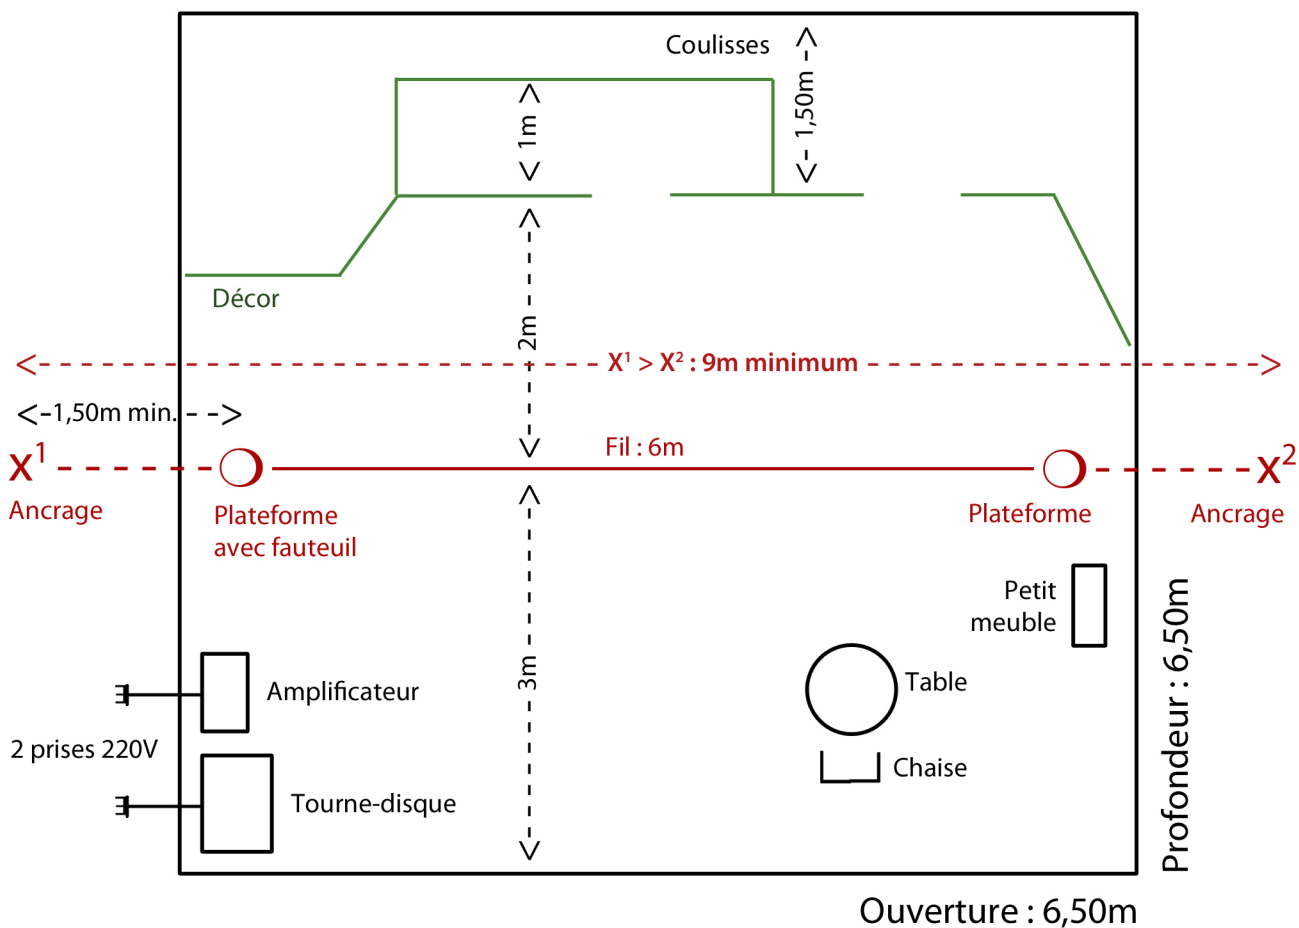 Coulisses
1,50m
1m
Décor
2m
X¹ > X² : 9m minimum
1,50m min.
Fil : 6m
X¹
X²
Ancrage
Plateforme
avec fauteuil
Plateforme
Ancrage
Petit
meuble
Profondeur : 6,50m
3m
Amplificateur
Table
2 prises 220V
Chaise
Tourne-disque
Ouverture : 6,50m